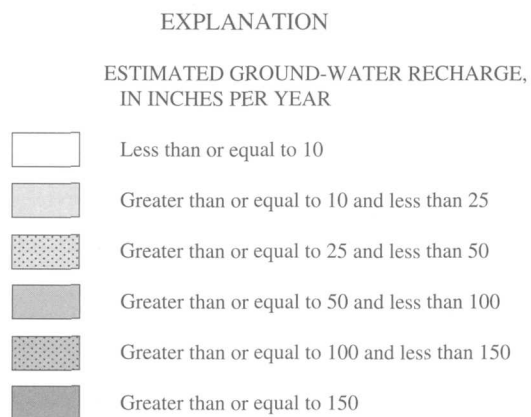 EXPLANATION
ESTIMATED GROUND-WATER RECHARGE,
IN INCHES PER YEAR
Less than or equal to 10
Greater than or equal to 10 and less than 25
Greater than or equal to 25 and less than 50
Greater than or equal to 50 and less than 100
Greater than or equal to 100 and less than 150
Greater than or equal to 150